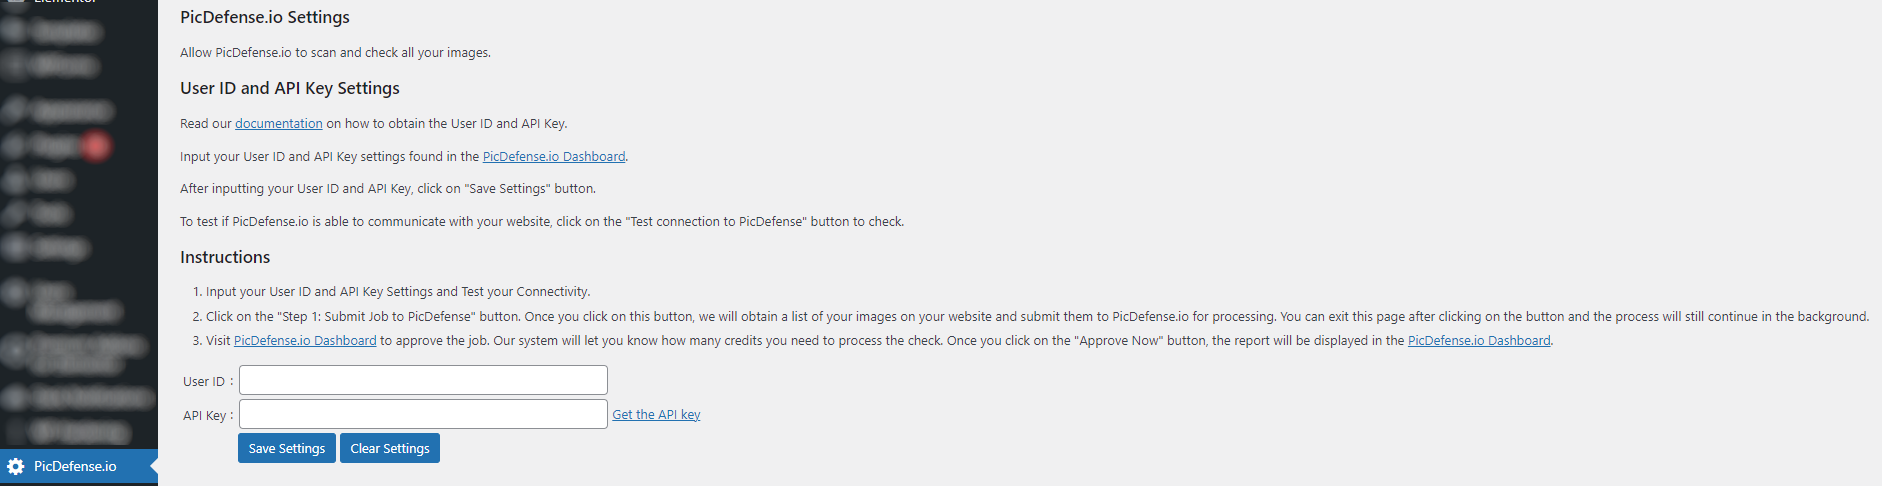 Elementor
PicDefense.io Settings
Allow PicDefense.io to scan and check all your images.
User ID and API Key Settings
Read our documentation on how to obtain the User ID and API Key.
Input your User ID and API Key settings found in the PicDefense.io Dashboard.
After inputting your User ID and API Key, click on "Save Settings" button.
To test if PicDefense.io is able to communicate with your website, click on the "Test connection to PicDefense" button to check.
Instructions
1. Input your User ID and API Key Settings and Test your Connectivity.
2. Click on the "Step 1: Submit Job to PicDefense" button. Once you click on this button, we will obtain a list of your images on your website and submit them to PicDefense.io for processing. You can exit this page after clicking on the button and the process will still continue in the background.
3. Visit PicDefense.io Dashboard to approve the job. Our system will let you know how many credits you need to process the check. Once you click on the "Approve Now" button, the report will be displayed in the PicDefense.io Dashboard.
User ID :
API Key : Get the API key
Save Settings Clear Settings
PicDefense.io